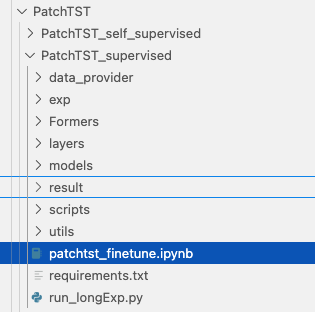 PatchTST
PatchTST_self_supervised
PatchTST_supervised
data_provider
exp
Formers
layers
models
result
scripts
utils
patchtst_finetune.ipynb
requirements.txt
run_longExp.py